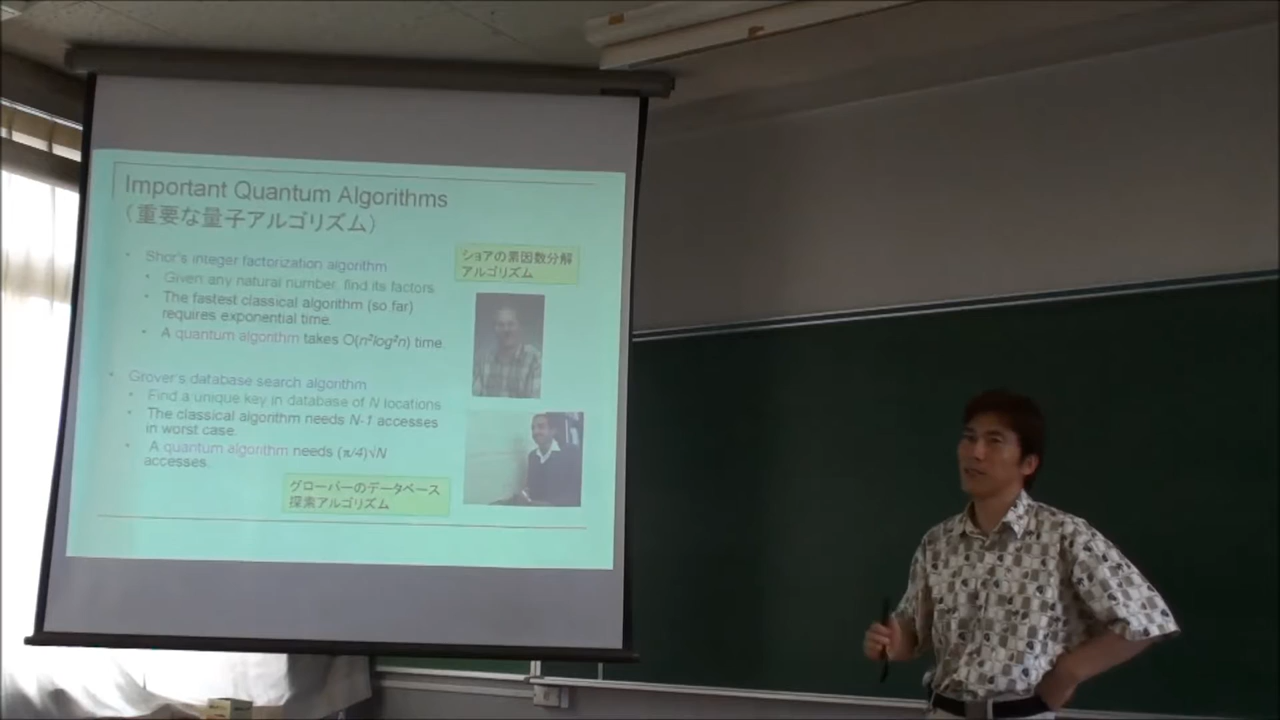 Important Quantum Algorithms
（重要な量子アルゴリズム）
• Shor's integer factorization algorithm
• Given any natural number, find its factors.
• The fastest classical algorithm (so far)
requires exponential time.
• A quantum algorithm takes O(n²log²n) time.
ショアの素因数分解
アルゴリズム
• Grover's database search algorithm
• Find a unique key in database of N locations.
• The classical algorithm needs N-1 accesses
in worst case.
• A quantum algorithm needs (π/4)√N
accesses.
グローバーのデータベース
探索アルゴリズム